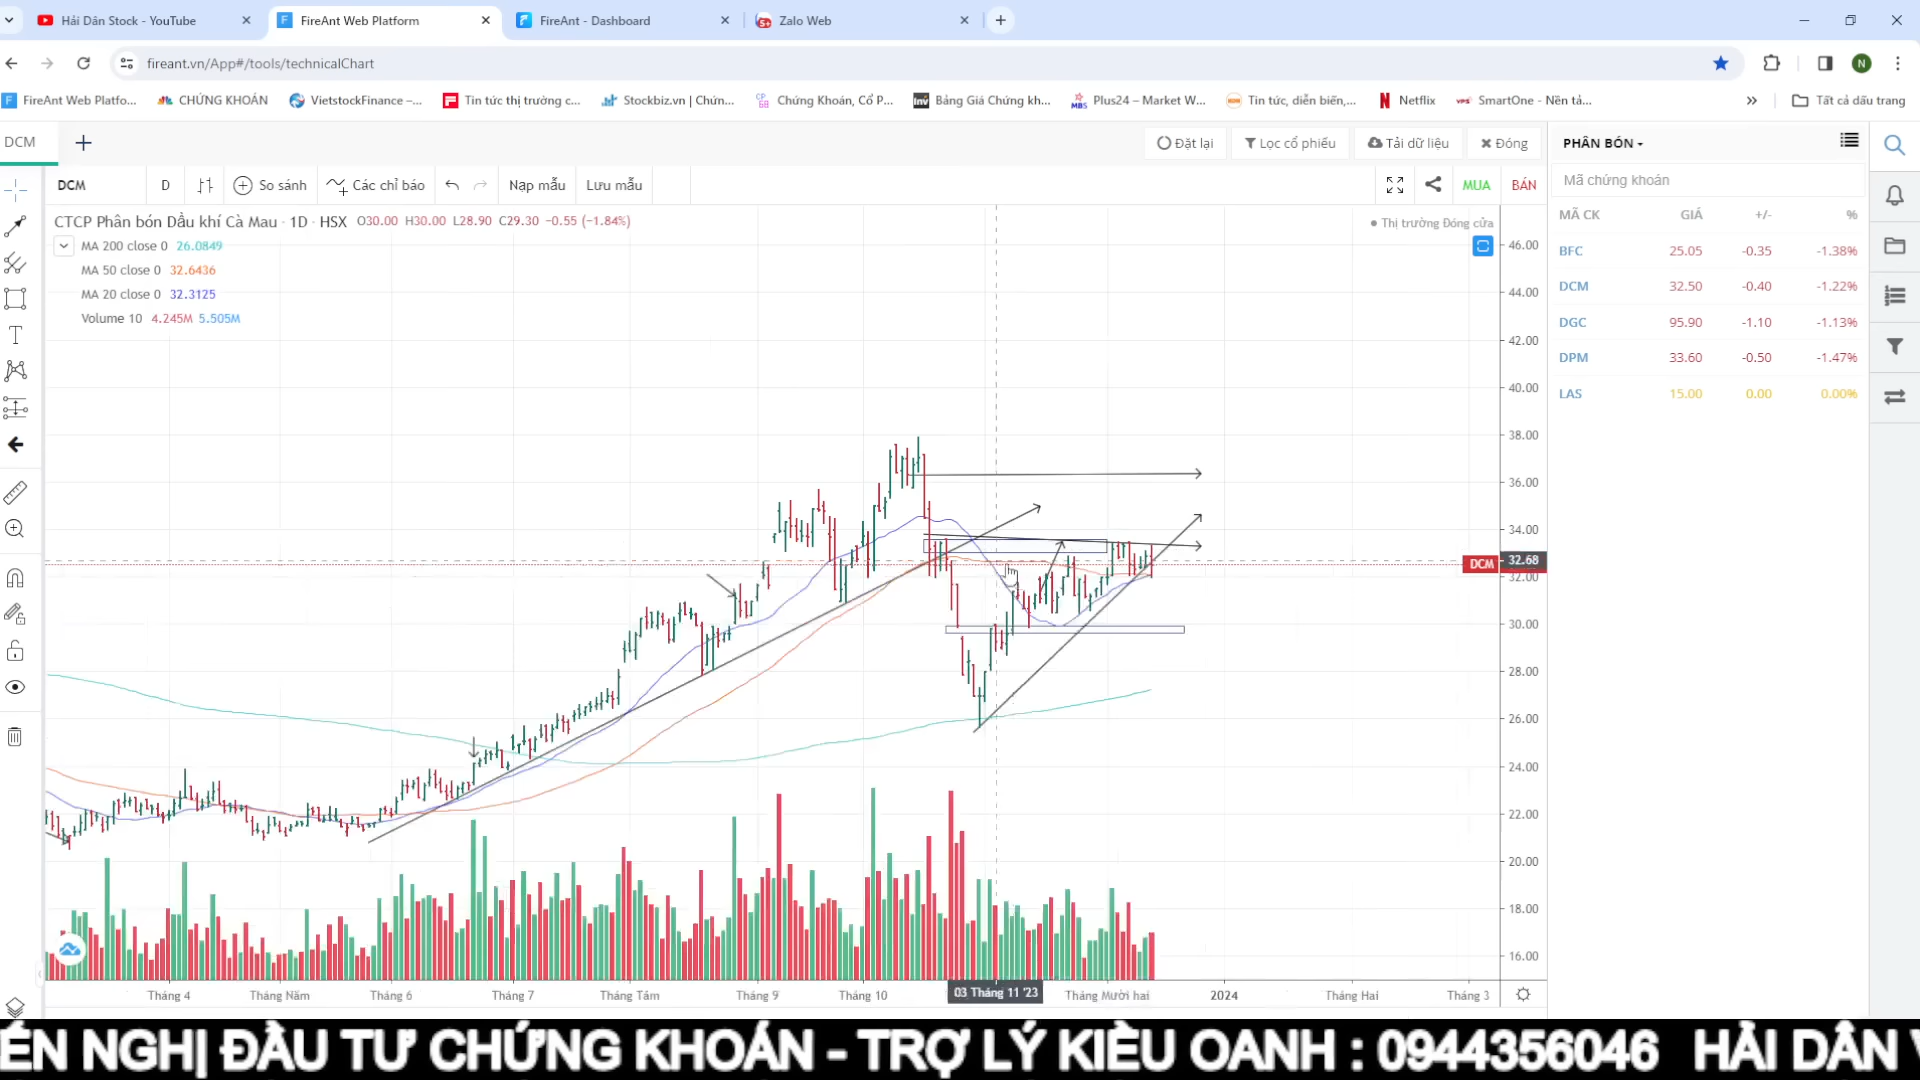 Hải Dân Stock - YouTube
FireAnt Web Platform
FireAnt - Dashboard
Zalo Web
fireant.vn/App#/tools/technicalChart
N
FireAnt Web Platfo...
CHỨNG KHOÁN
VietstockFinance –...
Tin tức thị trường c...
Stockbiz.vn | Chứn...
Chứng Khoán, Cổ P...
Bảng Giá Chứng kh...
Plus24 – Market W...
Tin tức, diễn biến,...
Netflix
SmartOne - Nền tả...
Tất cả dấu trang
DCM
Đặt lại
Lọc cổ phiếu
Tải dữ liệu
Đóng
PHÂN BÓN
DCM
D
So sánh
Các chỉ báo
Nạp mẫu
Lưu mẫu
MUA
BÁN
Mã chứng khoán
CTCP Phân bón Dầu khí Cà Mau · 1D · HSX O30.00 H30.00 L28.90 C29.30 −0.55 (−1.84%)
Thị trường Đóng cửa
MA 200 close 0 26.0849
MA 50 close 0 32.6436
MA 20 close 0 32.3125
Volume 10 4.245M 5.505M
MÃ CK GIÁ +/- %
BFC 25.05 -0.35 -1.38%
DCM 32.50 -0.40 -1.22%
DGC 95.90 -1.10 -1.13%
DPM 33.60 -0.50 -1.47%
LAS 15.00 0.00 0.00%
46.00
44.00
42.00
40.00
38.00
36.00
34.00
DCM 32.68
32.00
30.00
28.00
26.00
24.00
22.00
20.00
18.00
16.00
Tháng 4
Tháng Năm
Tháng 6
Tháng 7
Tháng Tám
Tháng 9
Tháng 10
03 Tháng 11 '23
Tháng Mười hai
2024
Tháng Hai
Tháng 3
ẾN NGHỊ ĐẦU TƯ CHỨNG KHOÁN - TRỢ LÝ KIỀU OANH : 0944356046 HẢI DÂN